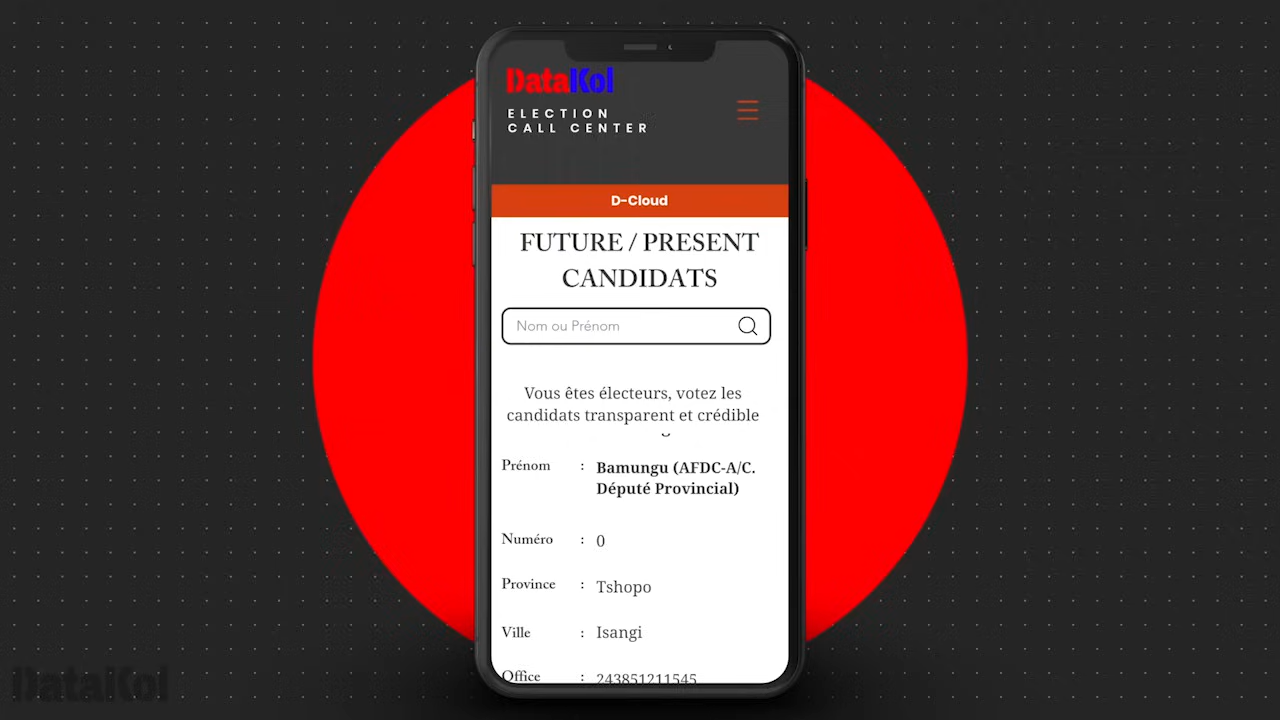 DataKol
ELECTION
CALL CENTER
D-Cloud
FUTURE / PRESENT
CANDIDATS
Nom ou Prénom
Vous êtes électeurs, votez les
candidats transparent et crédible
Prénom : Bamungu (AFDC-A/C.
Député Provincial)
Numéro : 0
Province : Tshopo
Ville : Isangi
Office : 243851211545
DataKol